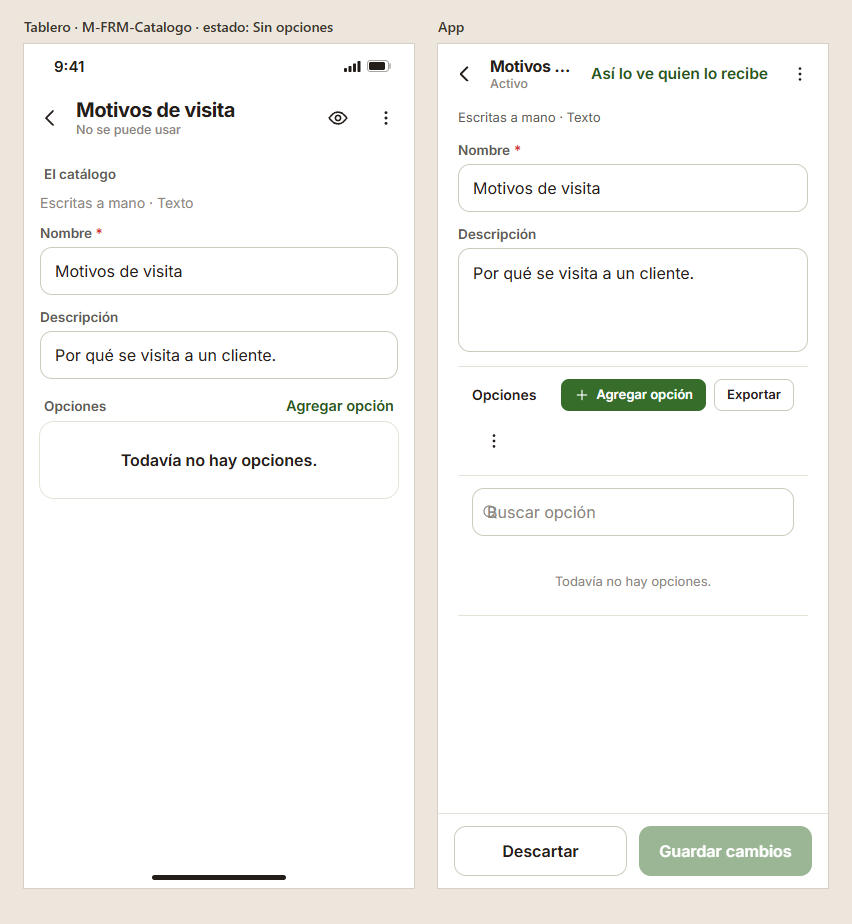 Tablero · M-FRM-Catalogo · estado: Sin opciones
9:41
Motivos de visita
No se puede usar
El catálogo
Escritas a mano · Texto
Nombre *
Motivos de visita
Descripción
Por qué se visita a un cliente.
Opciones
Agregar opción
Todavía no hay opciones.
App
Motivos ...
Activo
Así lo ve quien lo recibe
Escritas a mano · Texto
Nombre *
Motivos de visita
Descripción
Por qué se visita a un cliente.
Opciones
+ Agregar opción
Exportar
Buscar opción
Todavía no hay opciones.
Descartar
Guardar cambios